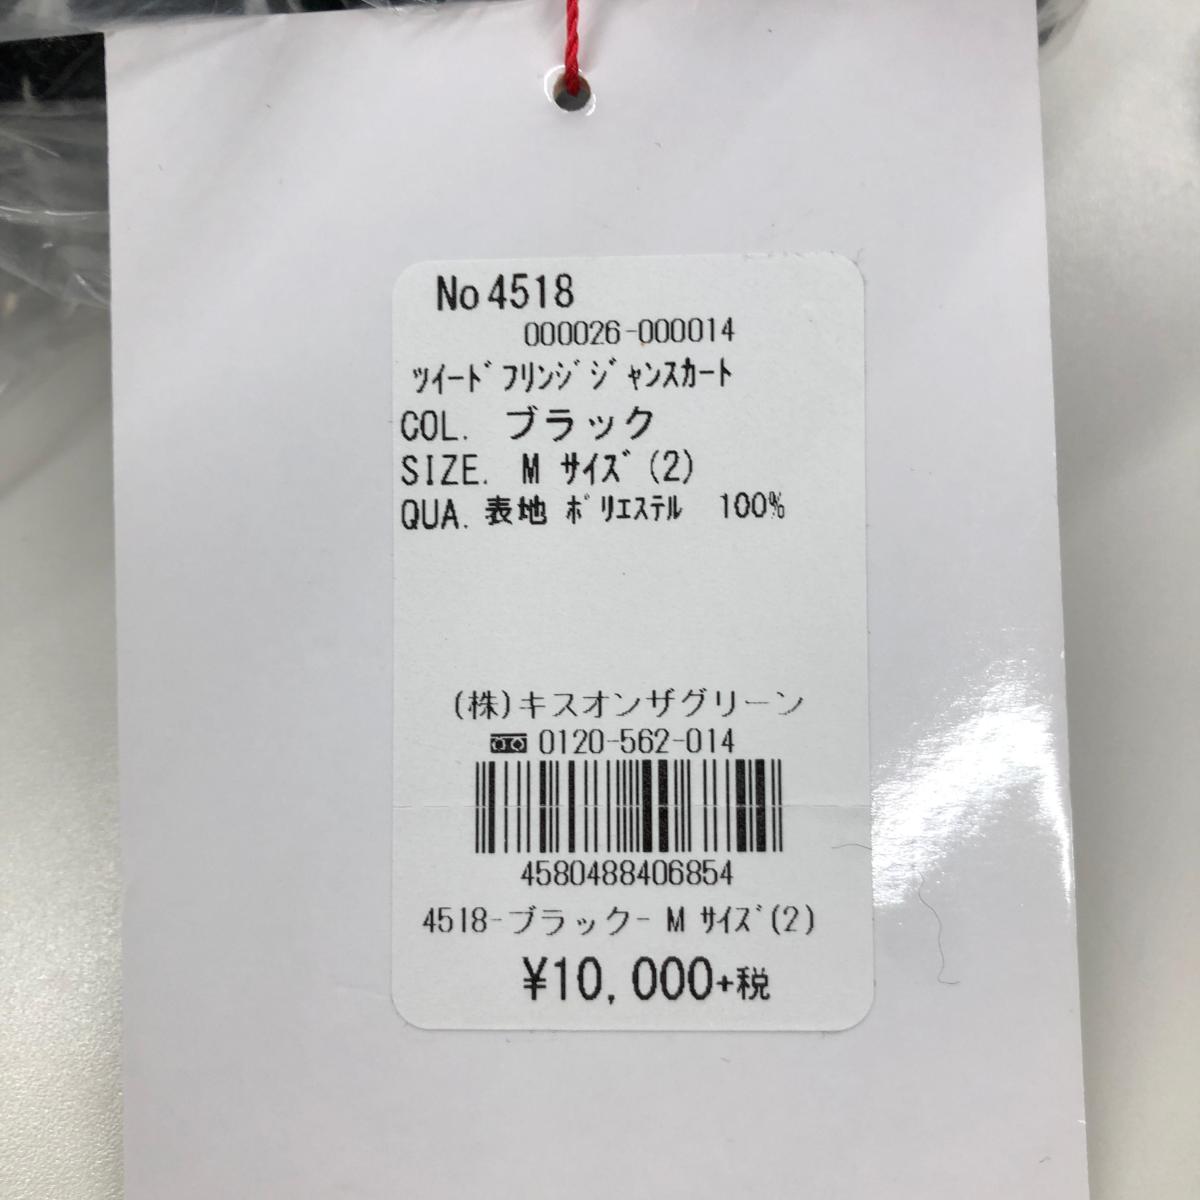 No4518
000026-000014
ﾂｲｰﾄﾞﾌﾘﾝｼﾞｼﾞｬﾝｽｶｰﾄ
COL. ブラック
SIZE. M ｻｲｽﾞ(2)
QUA. 表地 ﾎﾟﾘｴｽﾃﾙ 100%
(株)キスオンザグリーン
0120-562-014
4580488406854
4518-ブラック- M ｻｲｽﾞ(2)
¥10,000+税